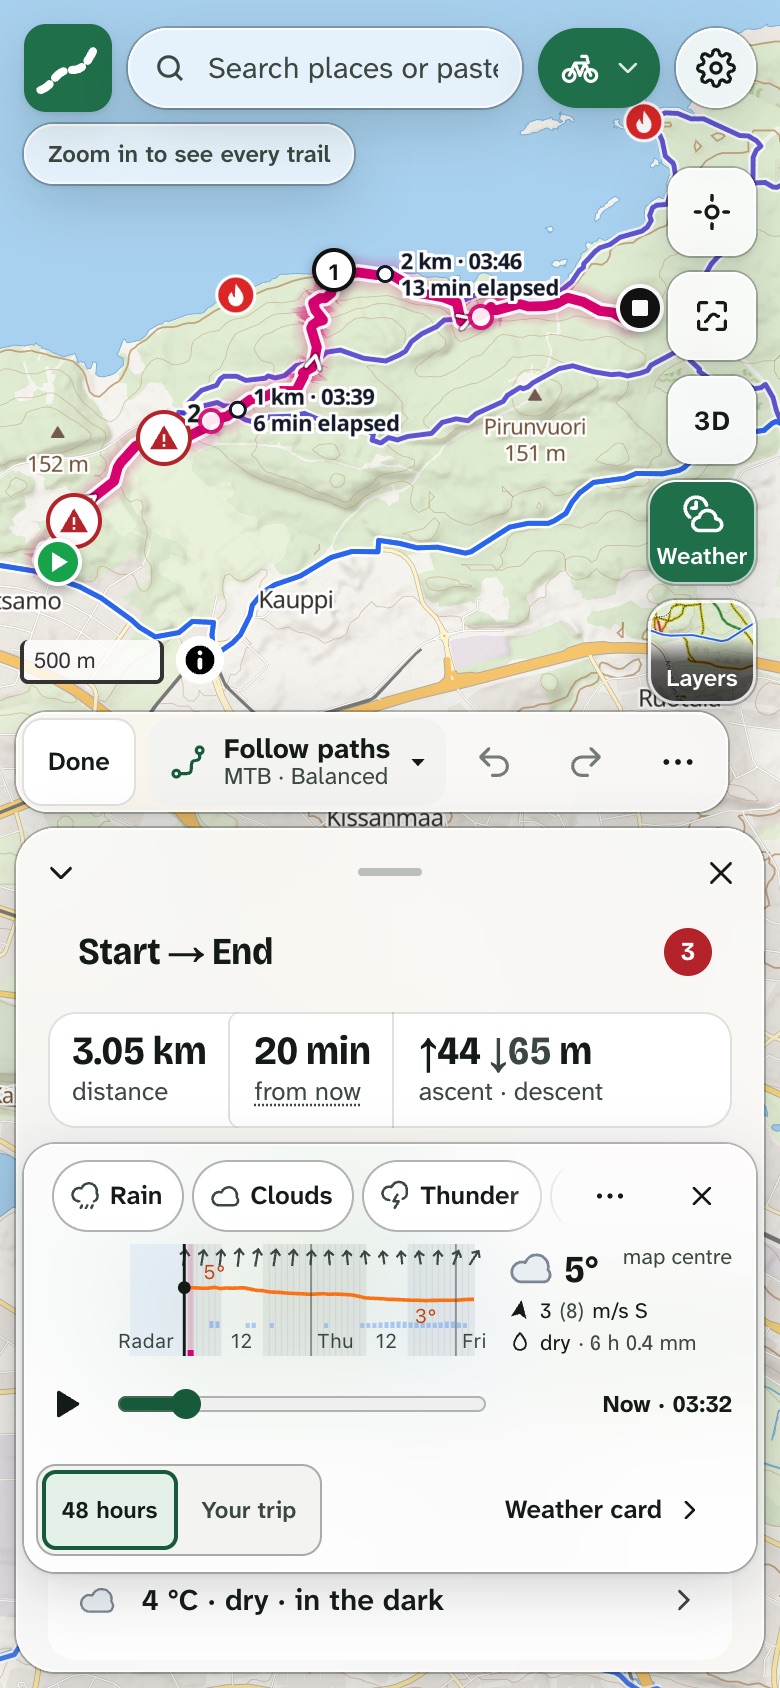 Search places or paste
Zoom in to see every trail
1
2 km · 03:46
13 min elapsed
2
1 km · 03:39
6 min elapsed
Pirunvuori
151 m
152 m
3D
Weather
Kauppi
tsamo
500 m
Layers
Done
Follow paths
MTB · Balanced
Kissanmaa
Start → End
3
3.05 km
distance
20 min
from now
↑44 ↓65 m
ascent · descent
Rain
Clouds
Thunder
5°
3°
Radar
12
Thu
12
Fri
5°
map centre
3 (8) m/s S
dry · 6 h 0.4 mm
Now · 03:32
48 hours
Your trip
Weather card
4 °C · dry · in the dark